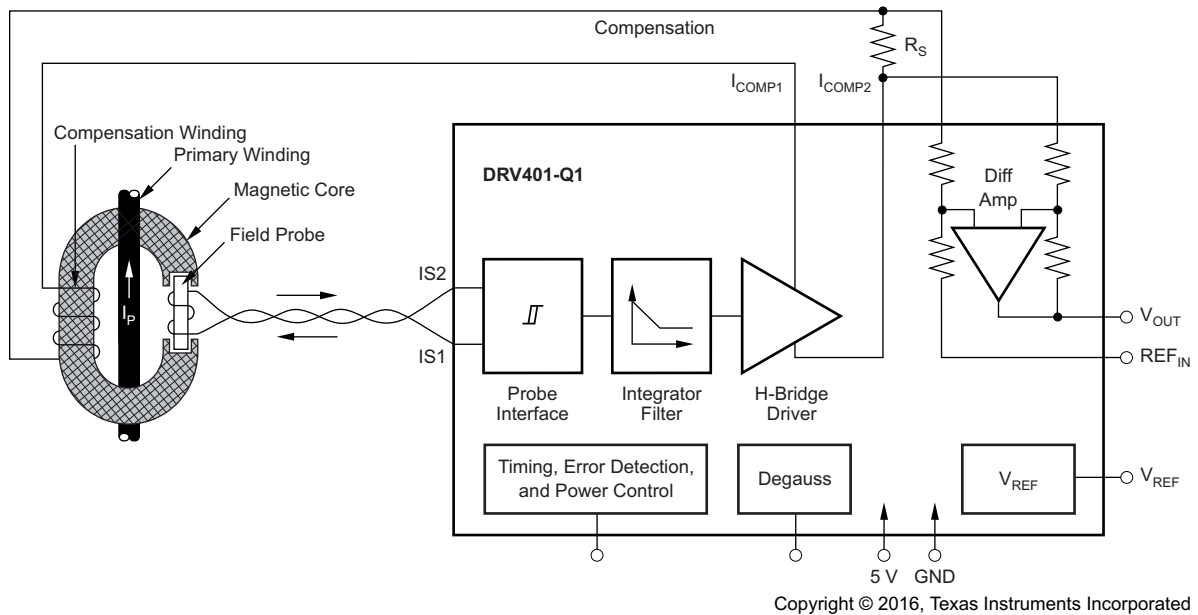 Compensation
R_S
I_COMP1
I_COMP2
Compensation Winding
Primary Winding
Magnetic Core
Field Probe
I_P
DRV401-Q1
Diff
Amp
IS2
IS1
Probe
Interface
Integrator
Filter
H-Bridge
Driver
V_OUT
REF_IN
Timing, Error Detection,
and Power Control
Degauss
V_REF
V_REF
5 V
GND
Copyright © 2016, Texas Instruments Incorporated